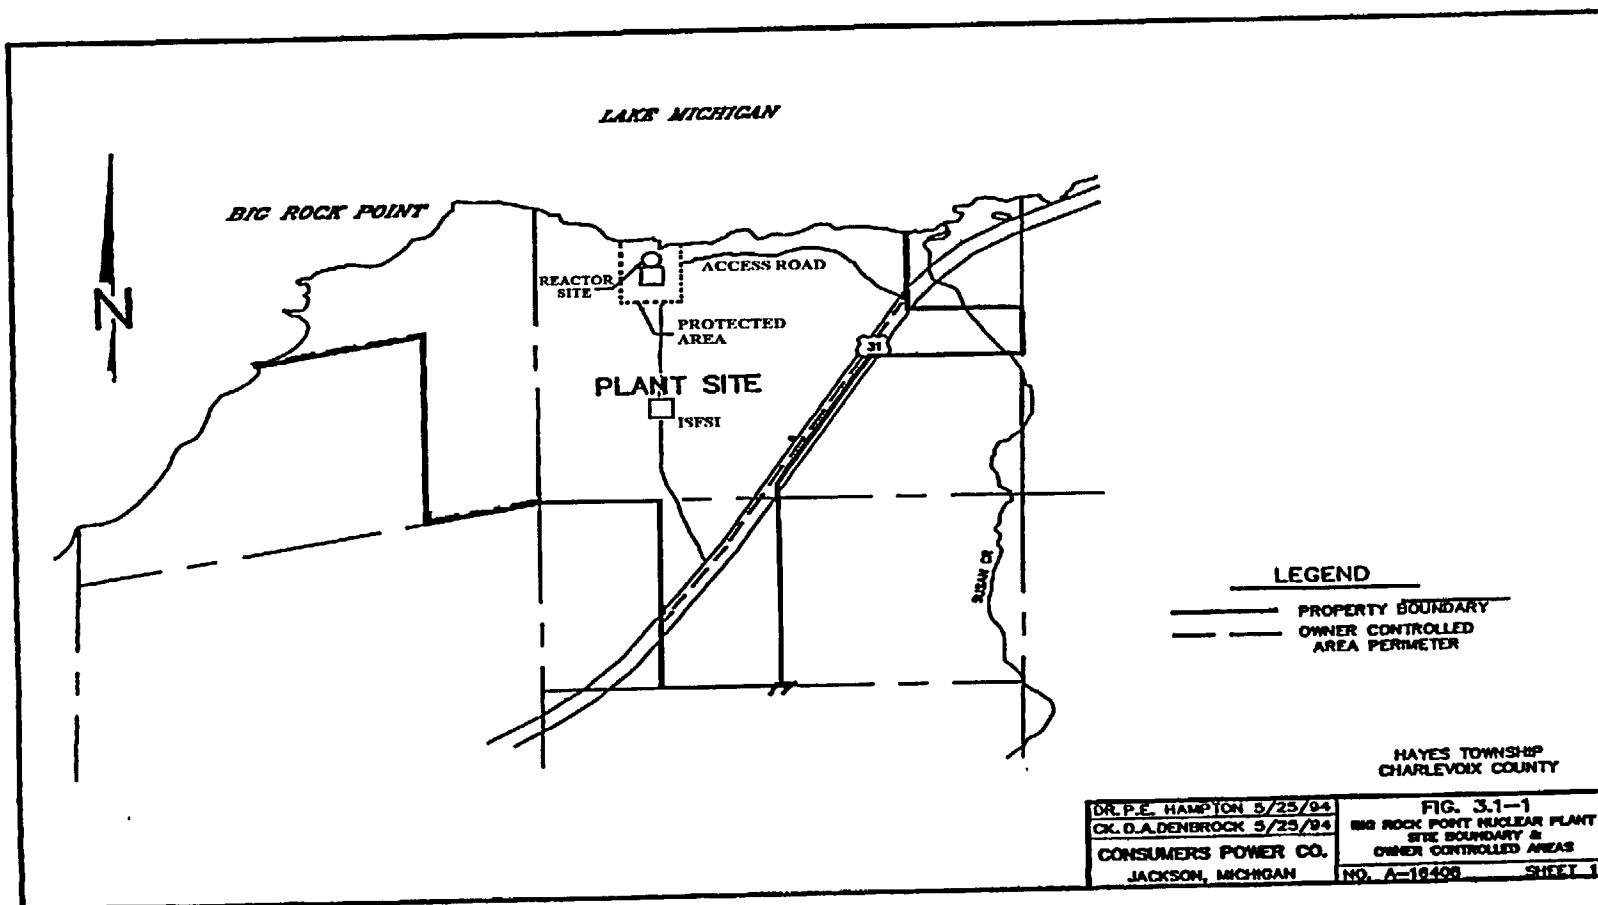 LAKE MICHIGAN
BIG ROCK POINT
N
REACTOR
SITE
ACCESS ROAD
PROTECTED
AREA
31
PLANT SITE
ISFSI
SUSAN CR
LEGEND
PROPERTY BOUNDARY
OWNER CONTROLLED
AREA PERIMETER
HAYES TOWNSHIP
CHARLEVOIX COUNTY
DR. P.E. HAMPTON 5/25/94
CK. D.A.DENBROCK 5/25/94
CONSUMERS POWER CO.
JACKSON, MICHIGAN
FIG. 3.1-1
BIG ROCK POINT NUCLEAR PLANT
SITE BOUNDARY &
OWNER CONTROLLED AREAS
NO. SHEET 1